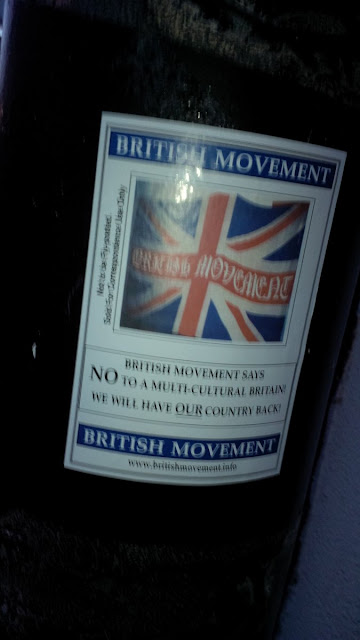 BRITISH MOVEMENT
BRITISH MOVEMENT
BRITISH MOVEMENT SAYS
NO TO A MULTI-CULTURAL BRITAIN!
WE WILL HAVE OUR COUNTRY BACK!
BRITISH MOVEMENT
www.britishmovement.info